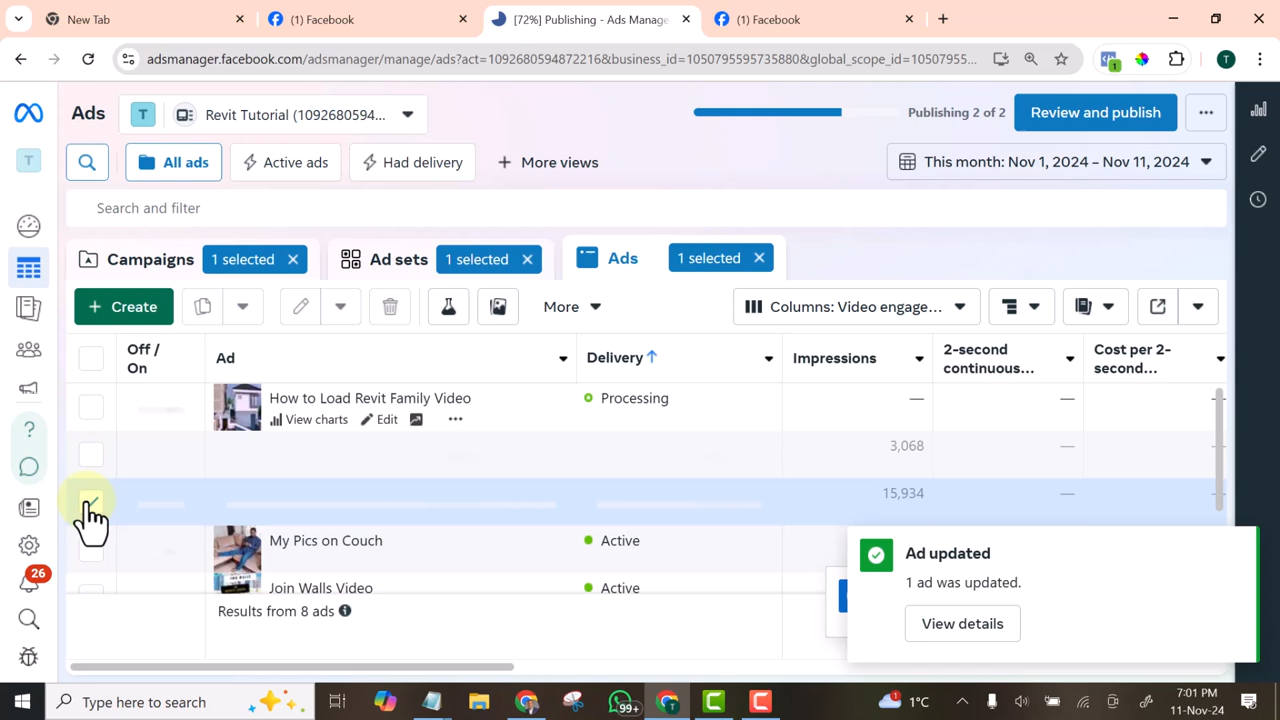 New Tab
(1) Facebook
[72%] Publishing - Ads Manage
(1) Facebook
adsmanager.facebook.com/adsmanager/manage/ads?act=1092680594872216&business_id=1050795595735880&global_scope_id=10507955...
1
T
Ads
T
Revit Tutorial (1092680594...
Publishing 2 of 2
Review and publish
T
All ads
Active ads
Had delivery
More views
This month: Nov 1, 2024 – Nov 11, 2024
Search and filter
Campaigns
1 selected
Ad sets
1 selected
Ads
1 selected
Create
More
Columns: Video engage...
Off / On
Ad
Delivery
Impressions
2-second continuous...
Cost per 2-second...
How to Load Revit Family Video
Processing
—
—
—
View charts
Edit
3,068
—
—
15,934
—
—
My Pics on Couch
Active
Join Walls Video
Active
Results from 8 ads
Ad updated
1 ad was updated.
View details
26
Type here to search
99+
1
1°C
7:01 PM
11-Nov-24